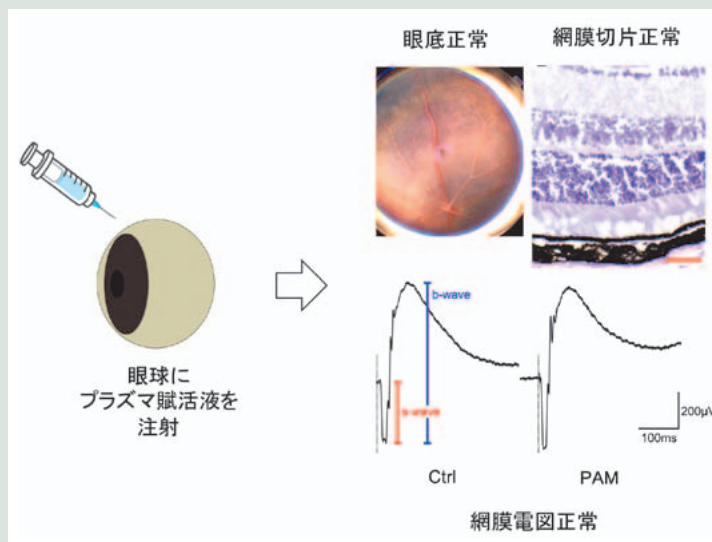 眼底正常
網膜切片正常
眼球に
プラズマ賦活液を
注射
b-wave
a-wave
200μV
100ms
Ctrl
PAM
網膜電図正常